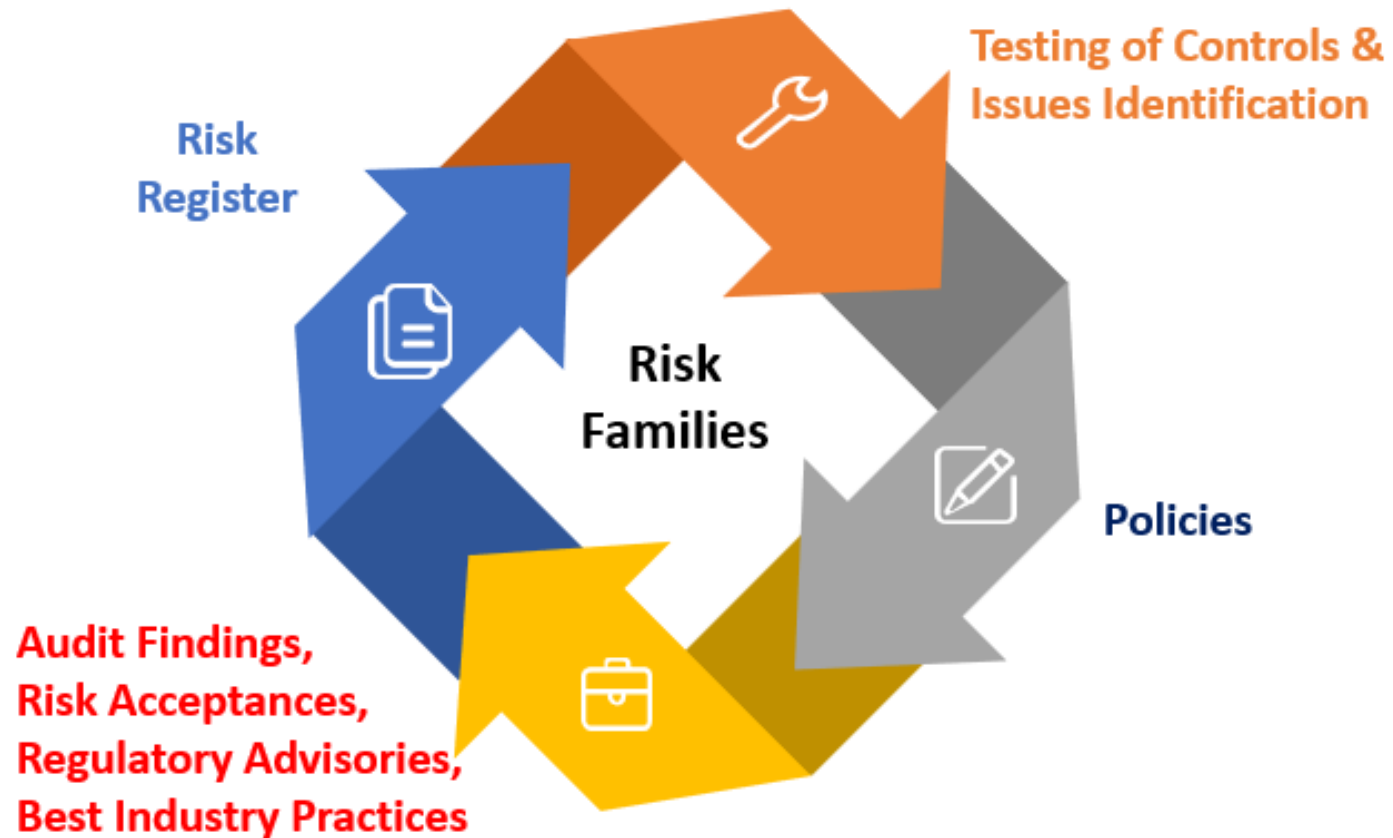 Testing of Controls &
Issues Identification
Risk
Register
Risk
Families
Policies
Audit Findings,
Risk Acceptances,
Regulatory Advisories,
Best Industry Practices